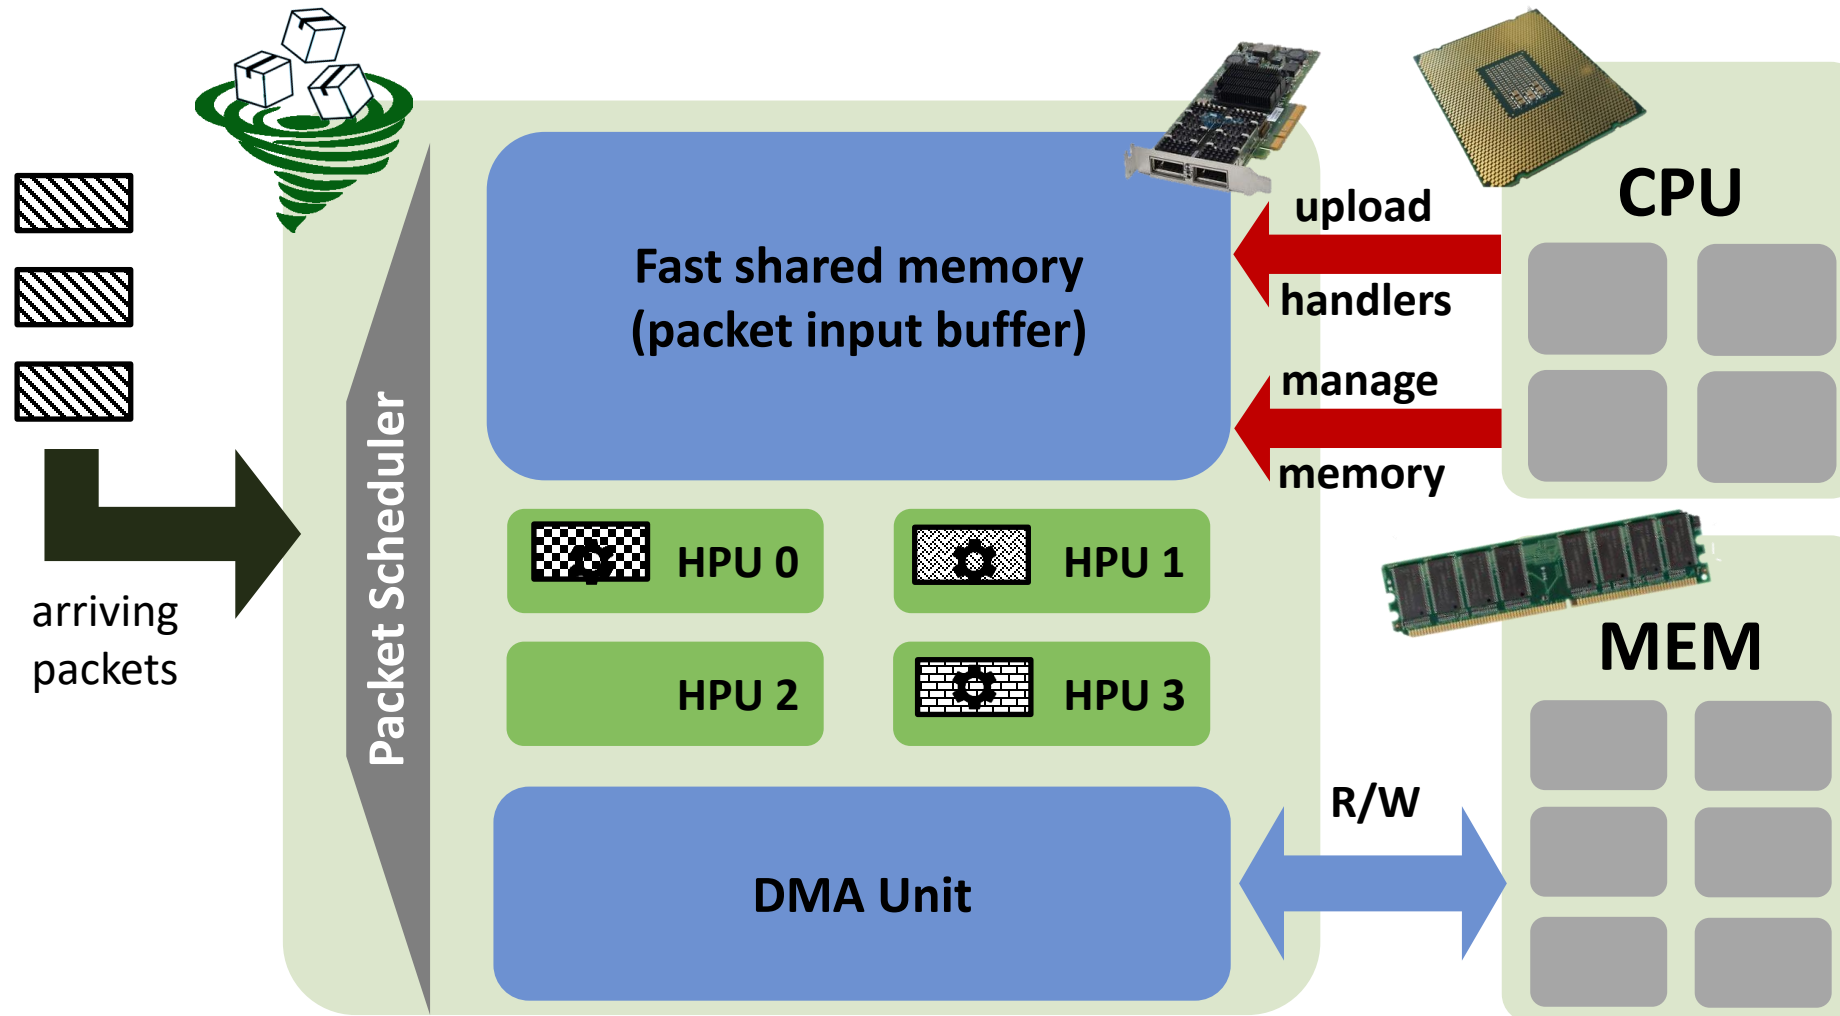 arriving
packets
Packet Scheduler
Fast shared memory
(packet input buffer)
HPU 0
HPU 1
HPU 2
HPU 3
DMA Unit
upload
handlers
manage
memory
R/W
CPU
MEM